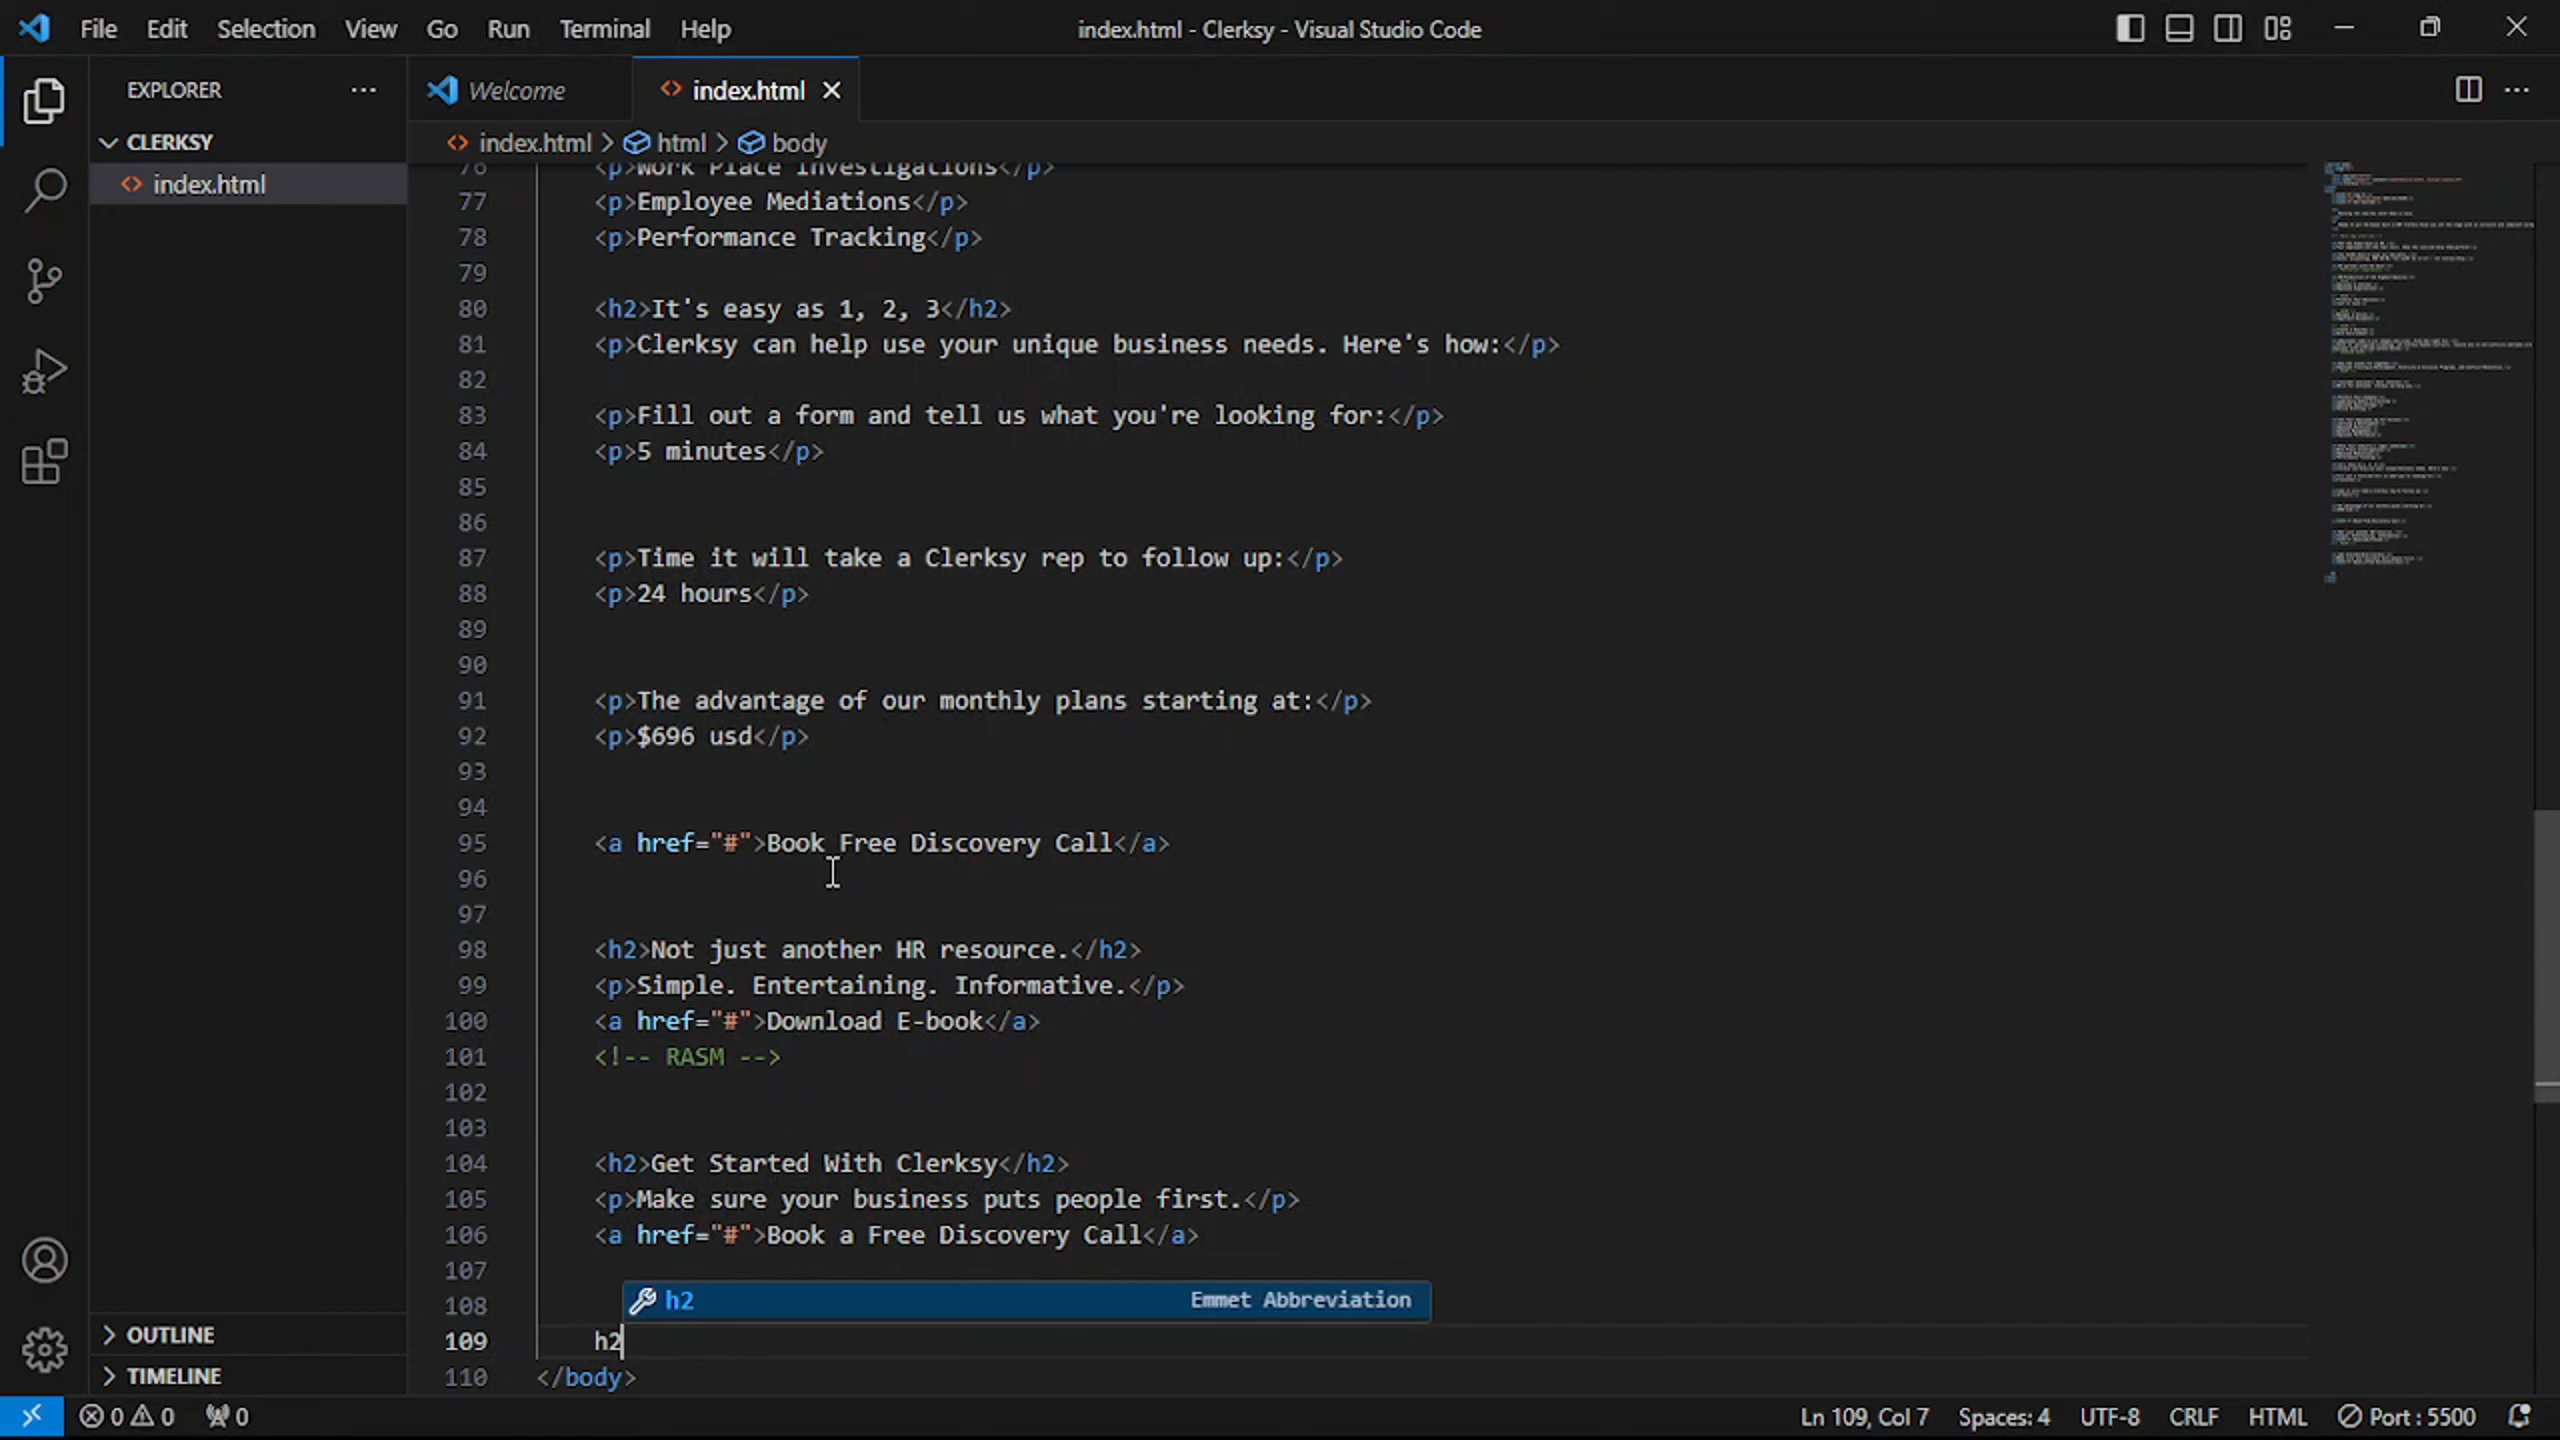 File Edit Selection View Go Run Terminal Help
index.html - Clerksy - Visual Studio Code
EXPLORER
CLERKSY
index.html
OUTLINE
TIMELINE
Welcome
index.html
index.html > html > body
76 <p>Work Place Investigations</p>
77 <p>Employee Mediations</p>
78 <p>Performance Tracking</p>
79
80 <h2>It's easy as 1, 2, 3</h2>
81 <p>Clerksy can help use your unique business needs. Here's how:</p>
82
83 <p>Fill out a form and tell us what you're looking for:</p>
84 <p>5 minutes</p>
85
86
87 <p>Time it will take a Clerksy rep to follow up:</p>
88 <p>24 hours</p>
89
90
91 <p>The advantage of our monthly plans starting at:</p>
92 <p>$696 usd</p>
93
94
95 <a href="#">Book Free Discovery Call</a>
96
97
98 <h2>Not just another HR resource.</h2>
99 <p>Simple. Entertaining. Informative.</p>
100 <a href="#">Download E-book</a>
101 <!-- RASM -->
102
103
104 <h2>Get Started With Clerksy</h2>
105 <p>Make sure your business puts people first.</p>
106 <a href="#">Book a Free Discovery Call</a>
107
108
h2 Emmet Abbreviation
109 h2
110 </body>
0 0 0
Ln 109, Col 7 Spaces: 4 UTF-8 CRLF HTML Port : 5500